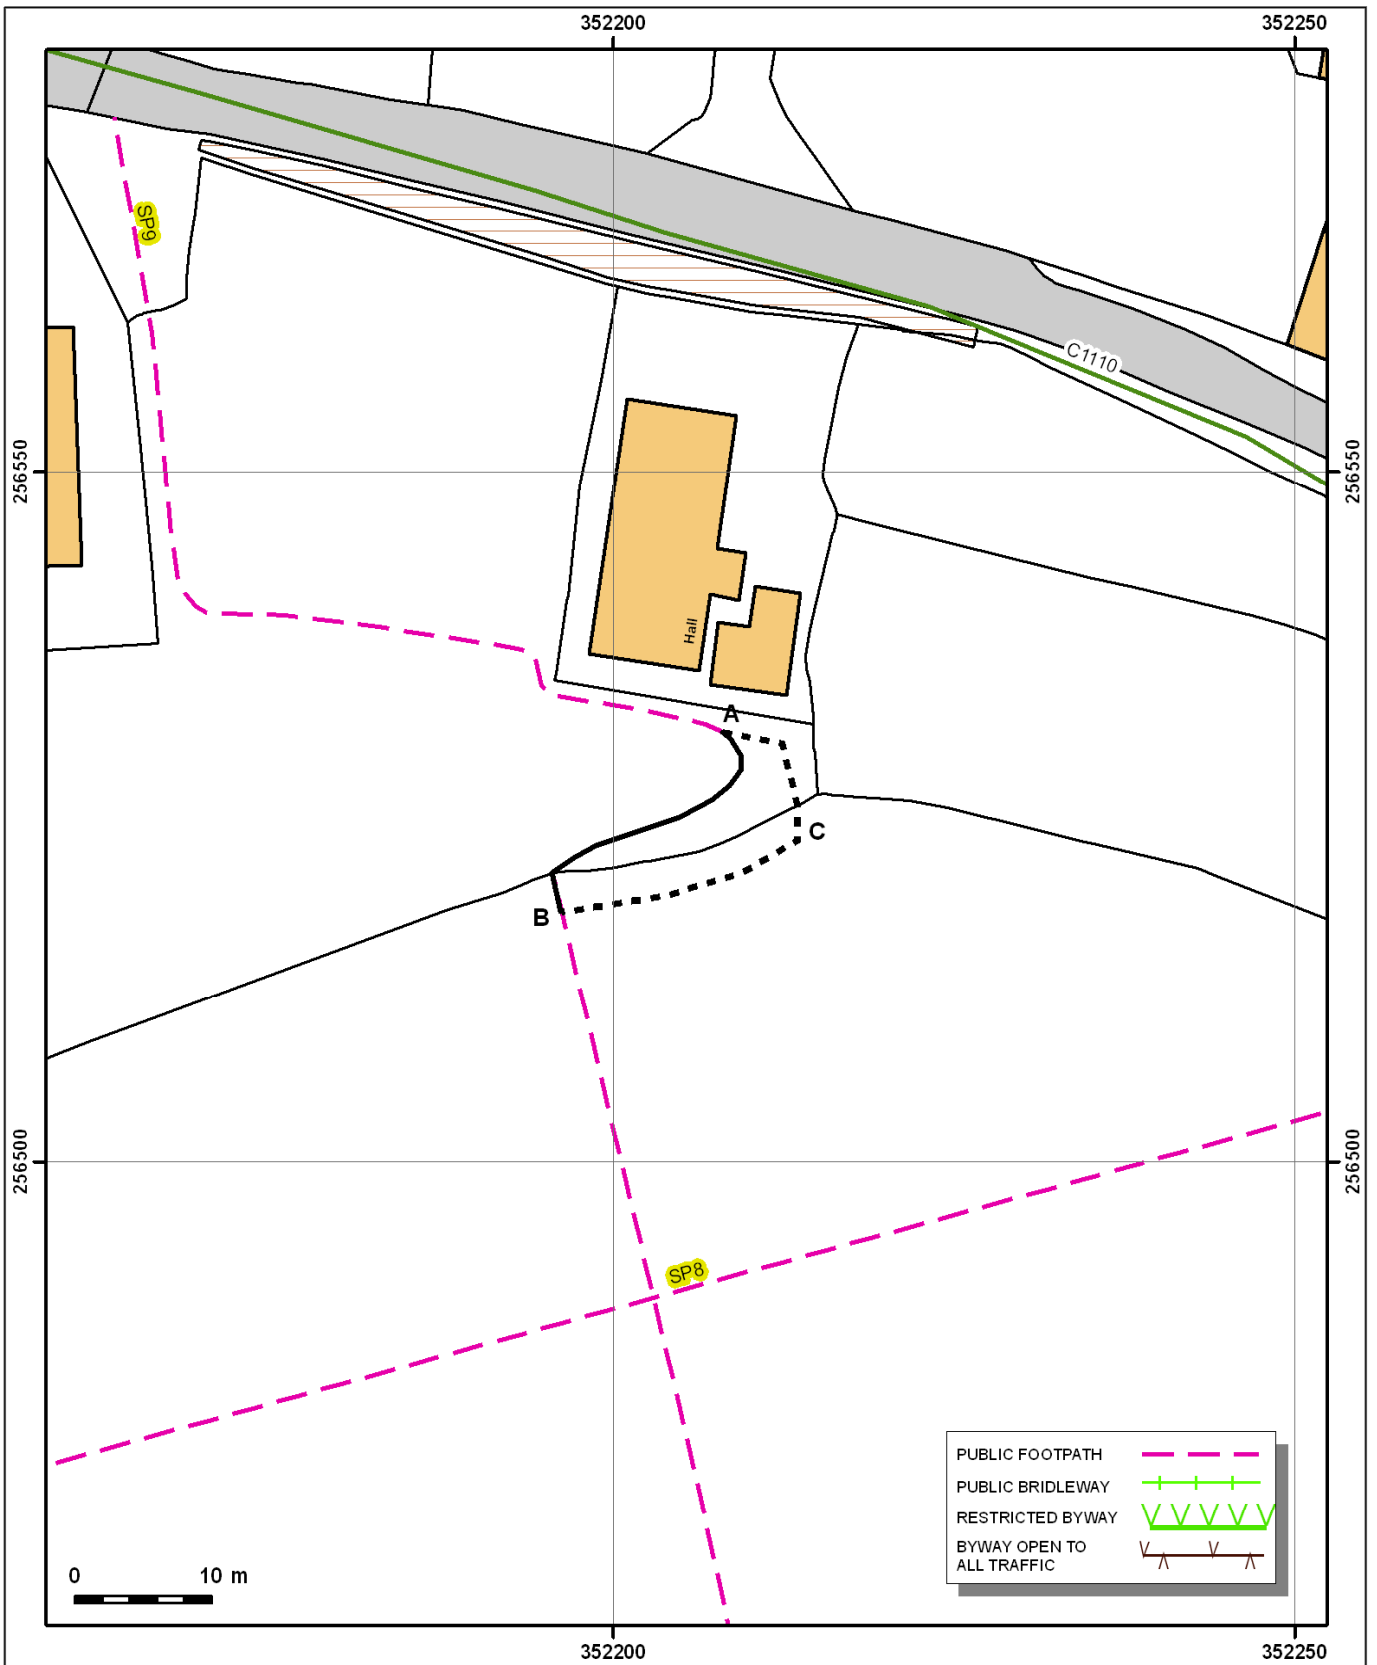 352200
352250
SP9
C1110
256550
256550
Hall
A
C
B
256500
256500
SP8
PUBLIC FOOTPATH
PUBLIC BRIDLEWAY
RESTRICTED BYWAY
BYWAY OPEN TO
ALL TRAFFIC
0 10 m
352200
352250